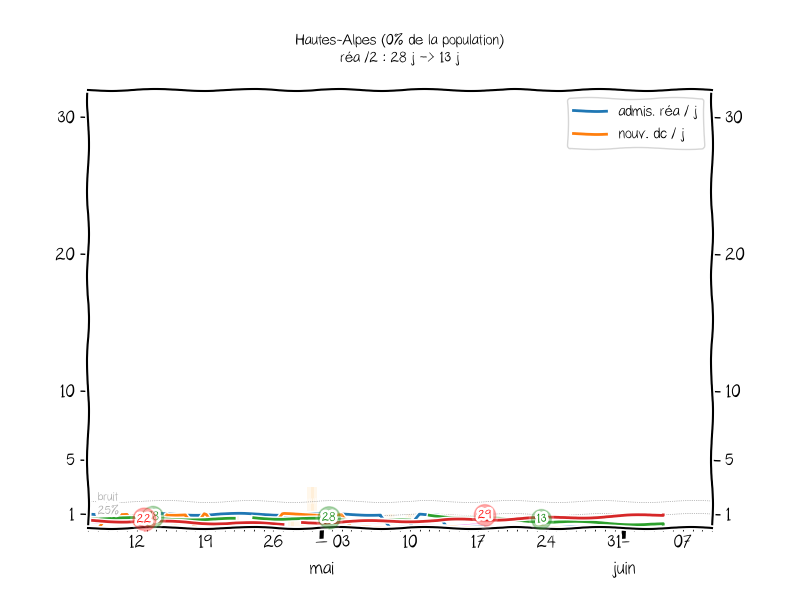 Hautes-Alpes (0% de la population)
réa /2 : 28 j -> 13 j
admis. réa / j
nouv. dc / j
30 30
20 20
10 10
5 5
bruit
25%
1 1
22 28 13
12 19 26 03 10 17 24 31 07
mai juin